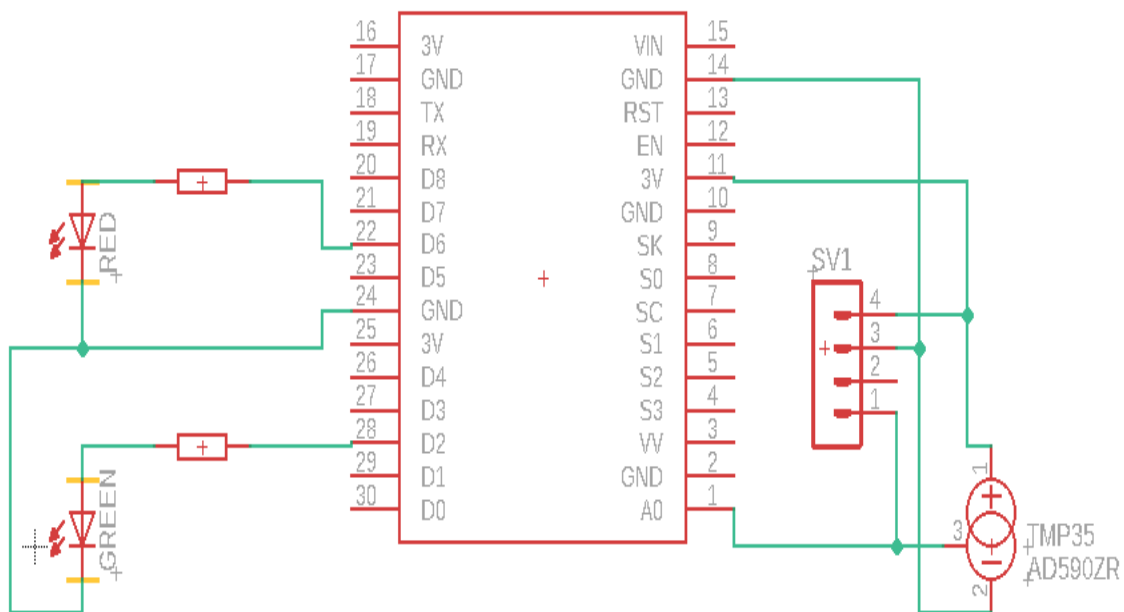 16 3V VIN 15
17 GND GND 14
18 TX RST 13
19 RX EN 12
20 D8 3V 11
21 D7 GND 10
22 D6 SK 9
23 D5 S0 8
24 GND SC 7
25 3V S1 6
26 D4 S2 5
27 D3 S3 4
28 D2 VV 3
29 D1 GND 2
30 D0 A0 1
RED
GREEN
SV1
4
3
2
1
1
3
2
TMP35
AD590ZR